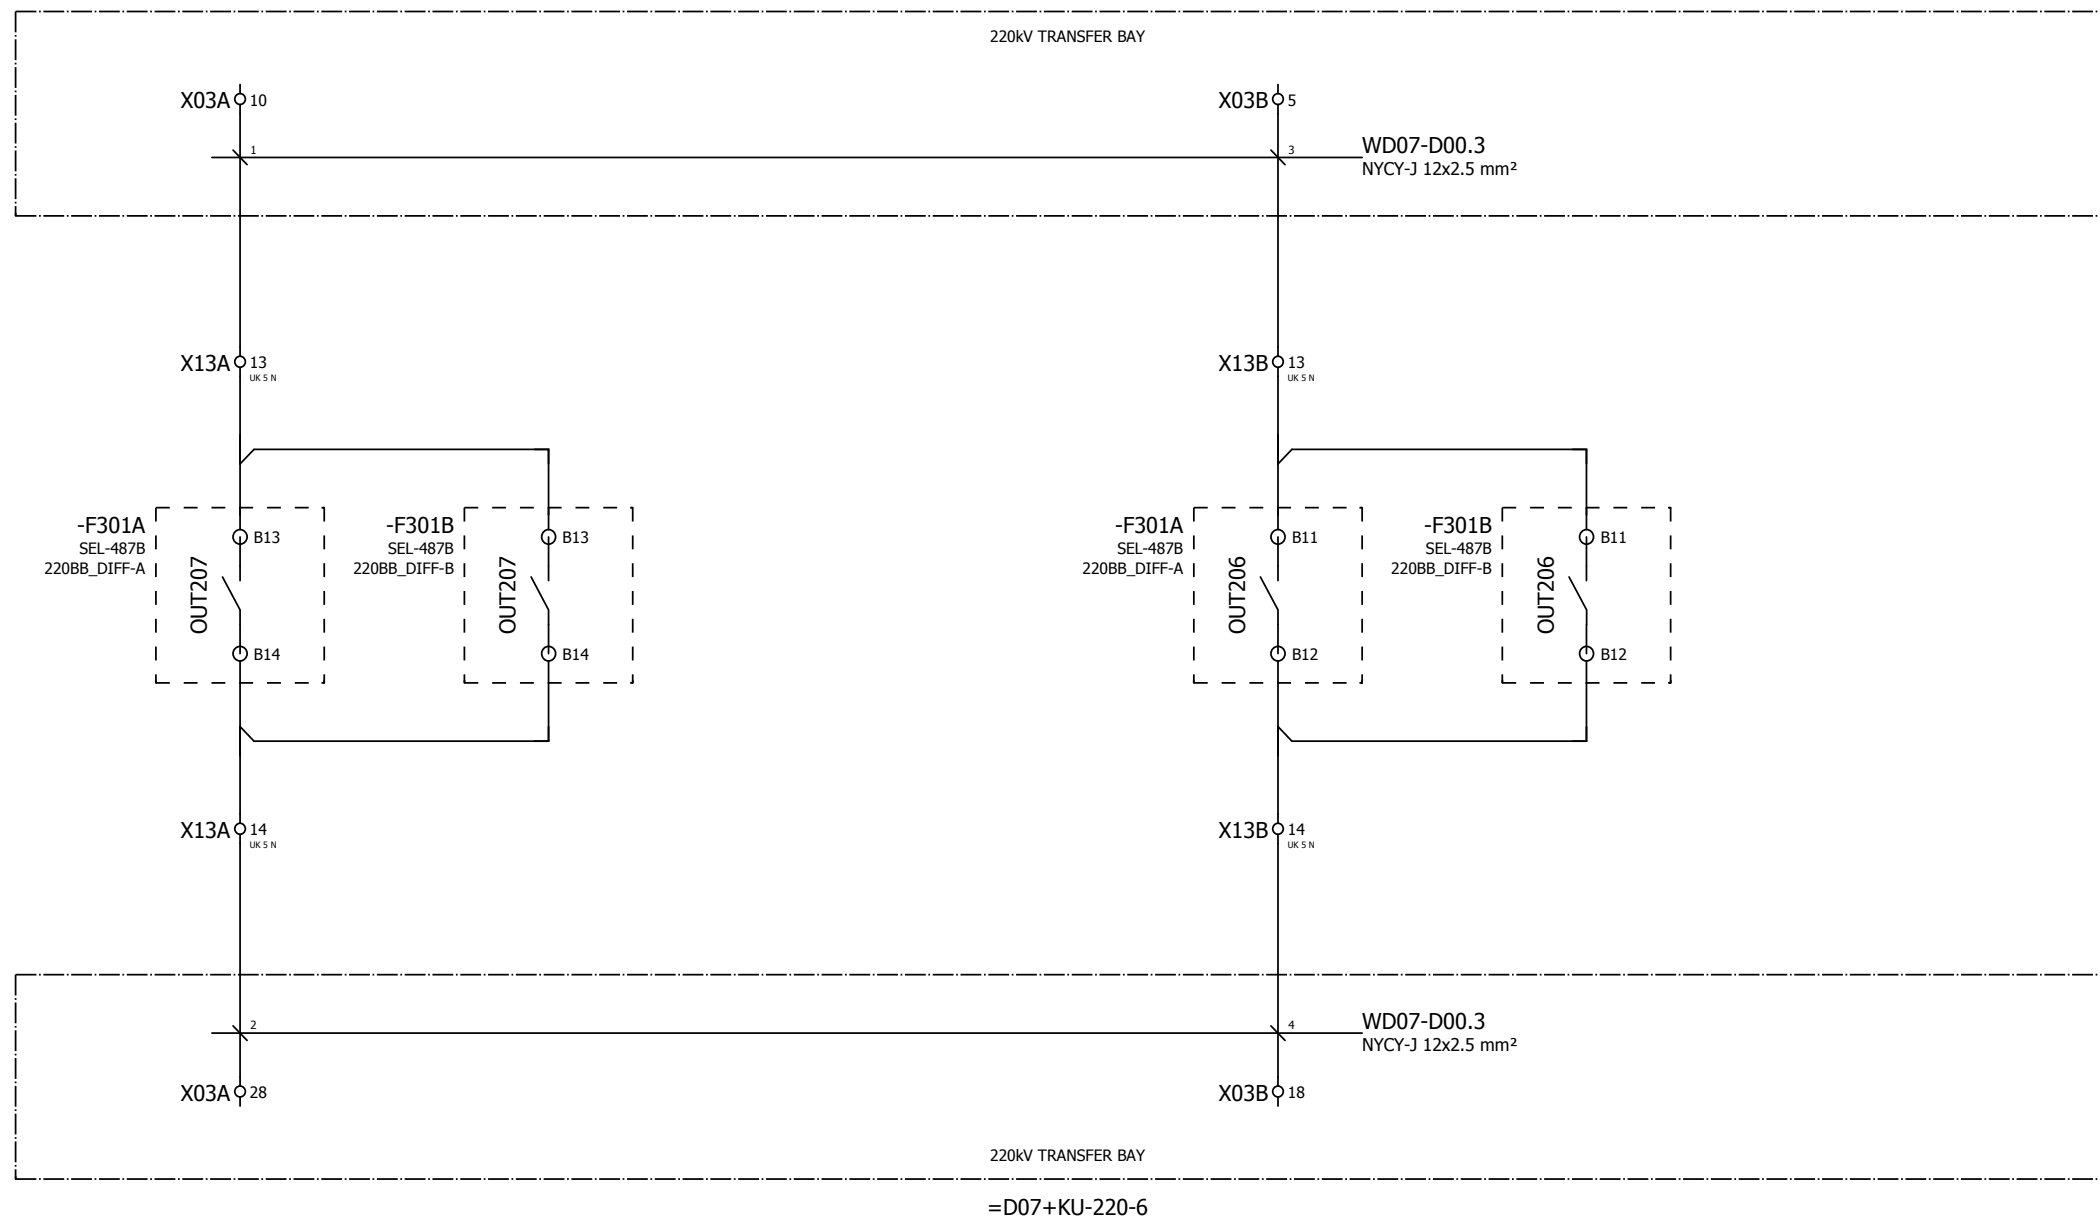 220kV TRANSFER BAY
X03A 10
X03B 5
1
3
WD07-D00.3
NYCY-J 12x2.5 mm²
X13A 13
UK 5 N
X13B 13
UK 5 N
-F301A
SEL-487B
220BB_DIFF-A
OUT207
B13
B14
-F301B
SEL-487B
220BB_DIFF-B
OUT207
B13
B14
-F301A
SEL-487B
220BB_DIFF-A
OUT206
B11
B12
-F301B
SEL-487B
220BB_DIFF-B
OUT206
B11
B12
X13A 14
UK 5 N
X13B 14
UK 5 N
2
4
WD07-D00.3
NYCY-J 12x2.5 mm²
X03A 28
X03B 18
220kV TRANSFER BAY
=D07+KU-220-6